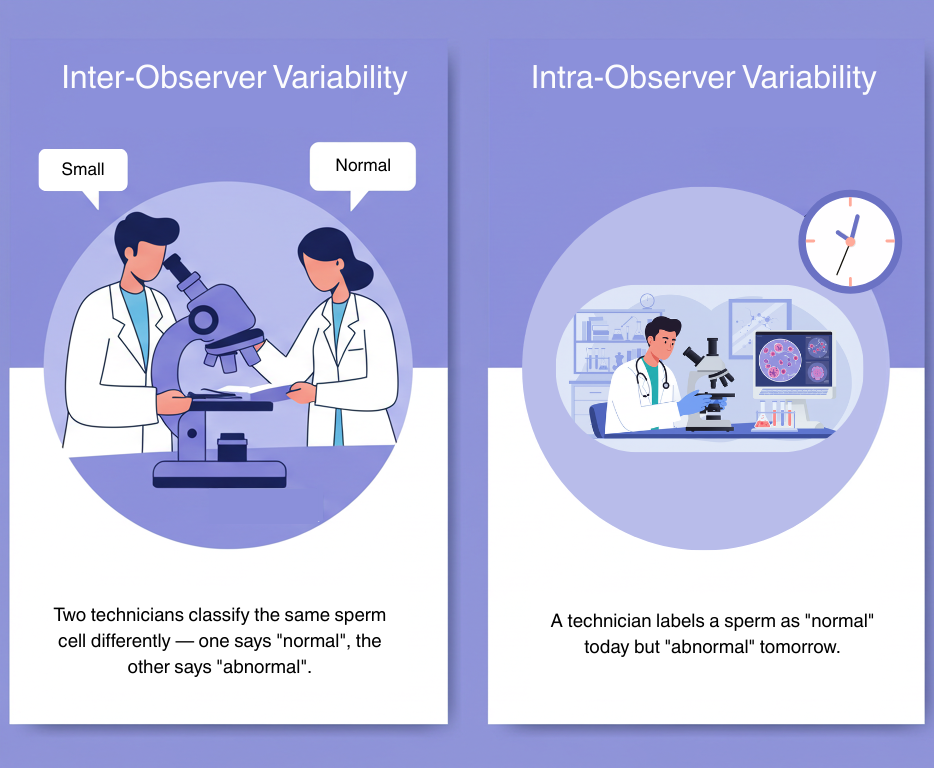 Inter-Observer Variability
Small
Normal
Two technicians classify the same sperm
cell differently — one says "normal", the
other says "abnormal".
Intra-Observer Variability
A technician labels a sperm as "normal"
today but "abnormal" tomorrow.